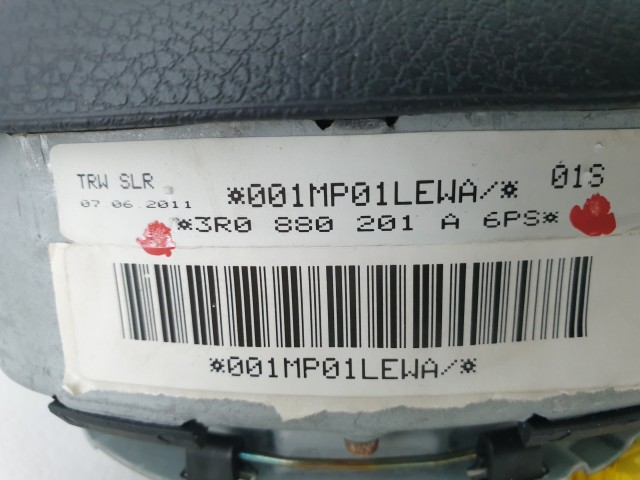 TRW SLR *001MP01LEWA/* 01S
07 06.2011
*3R0 880 201 A 6PS*
*001MP01LEWA/*